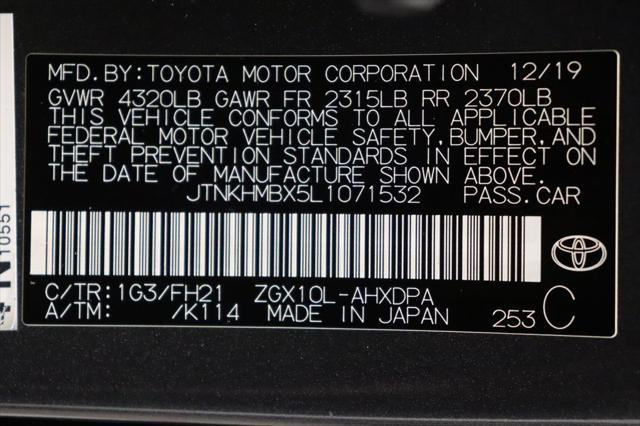 MFD.BY:TOYOTA MOTOR CORPORATION 12/19
GVWR 4320LB GAWR FR 2315LB RR 2370LB
THIS VEHICLE CONFORMS TO ALL APPLICABLE
FEDERAL MOTOR VEHICLE SAFETY,BUMPER,AND
THEFT PREVENTION STANDARDS IN EFFECT ON
THE DATE OF MANUFACTURE SHOWN ABOVE.
JTNKHMBX5L1071532 PASS.CAR
C/TR:1G3/FH21 ZGX10L-AHXDPA
A/TM: /K114 MADE IN JAPAN 253 C
10551